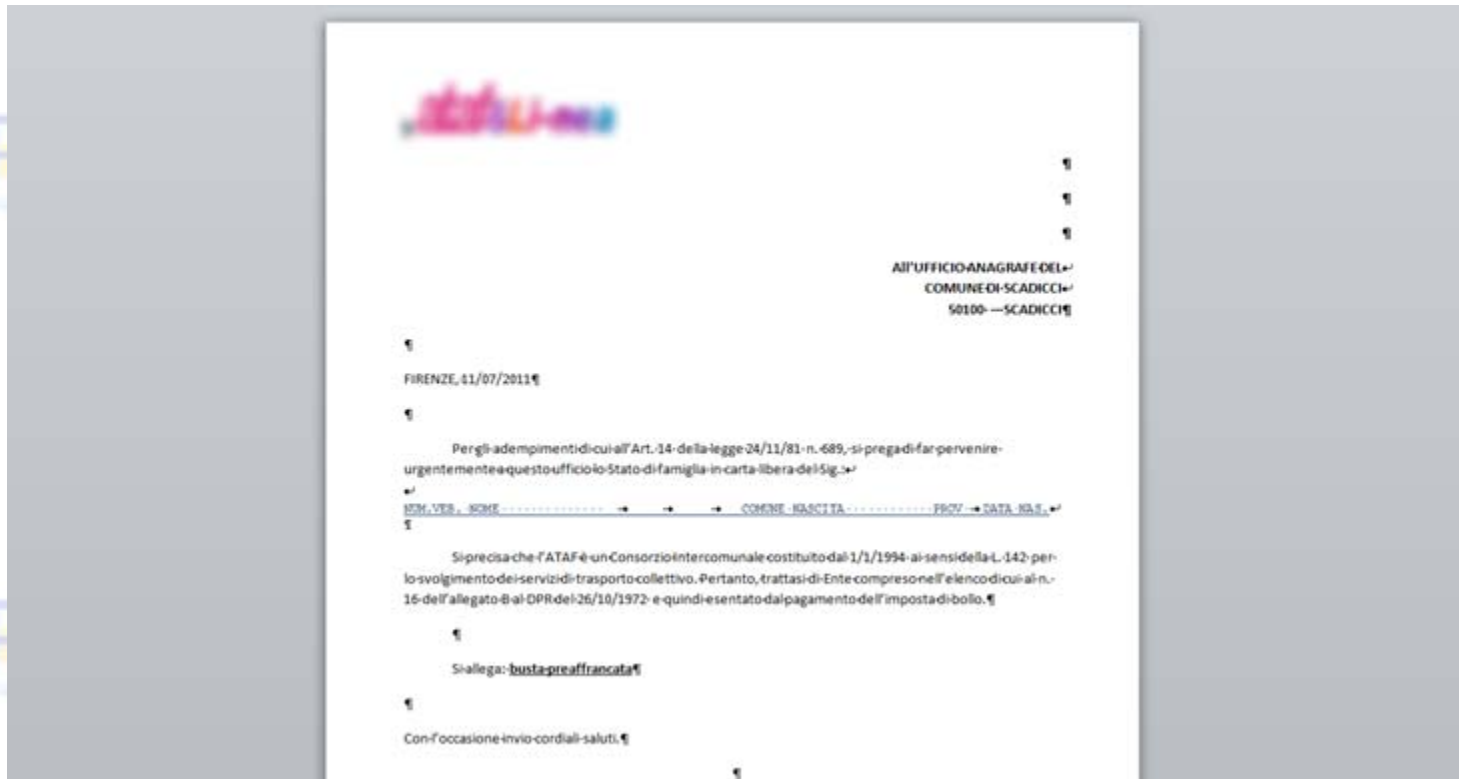 All'UFFICIO ANAGRAFE DEL
COMUNE DI SCADICCI
50100 — SCADICCI
FIRENZE, 11/07/2011
Per gli adempimenti di cui all'Art. 14 della legge 24/11/81 n. 689, si prega di far pervenire
urgentemente a questo ufficio lo Stato di famiglia in carta libera del Sig.:
NUM.VEB. NOME COMUNE NASCITA PROV DATA NAS.
Si precisa che l'ATAF è un Consorzio Intercomunale costituito dal 1/1/1994 ai sensi della L. 142 per
lo svolgimento dei servizi di trasporto collettivo. Pertanto, trattasi di Ente compreso nell'elenco di cui al n.
16 dell'allegato B al DPR del 26/10/1972 e quindi esentato dal pagamento dell'imposta di bollo.
Si allega: busta preaffrancata
Con l'occasione invio cordiali saluti.